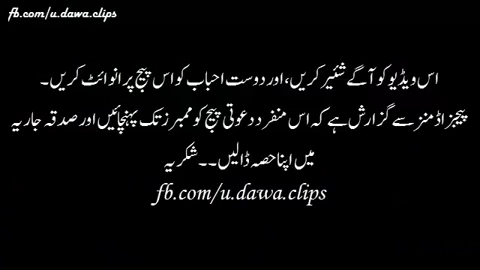 fb.com/u.dawa.clips
اس ویڈیو کو آگے شئیر کریں، اور دوست احباب کو اس پیج پر انوائٹ کریں۔
پیجیز اڈمنز سے گزارش ہے کہ اس منفرد دعوتی پیج کو ممبرز تک پہنچائیں اور صدقہ جاریہ
میں اپنا حصہ ڈالیں۔۔شکریہ
fb.com/u.dawa.clips